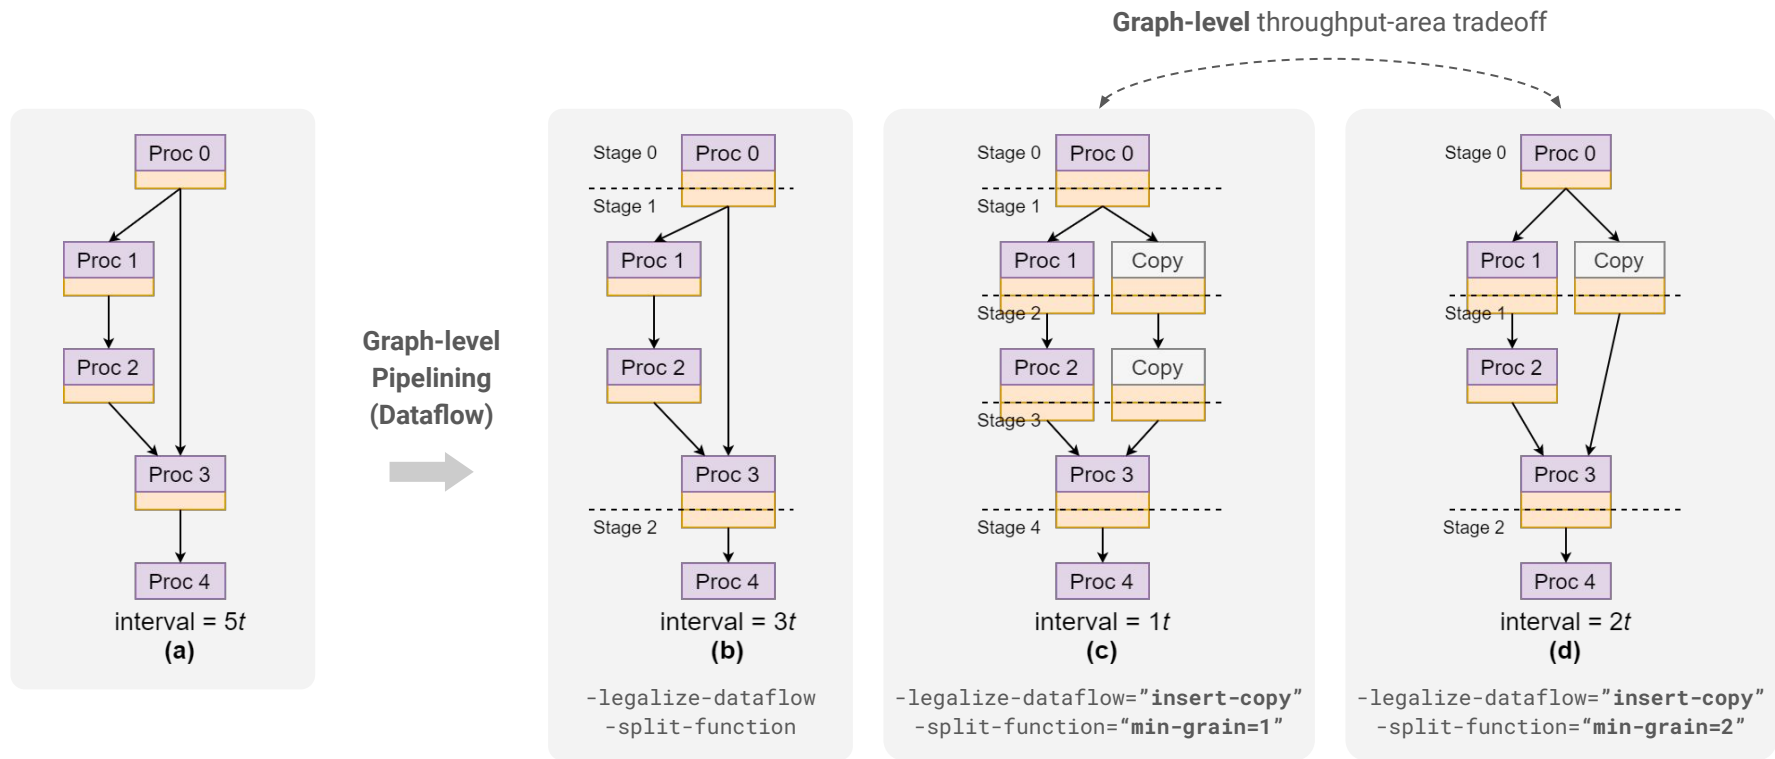 Graph-level throughput-area tradeoff
Proc 0
Proc 1
Proc 2
Proc 3
Proc 4
interval = 5t
(a)
Graph-level
Pipelining
(Dataflow)
Stage 0
Proc 0
Stage 1
Proc 1
Proc 2
Proc 3
Stage 2
Proc 4
interval = 3t
(b)
-legalize-dataflow
-split-function
Stage 0
Proc 0
Stage 1
Proc 1
Copy
Stage 2
Proc 2
Copy
Stage 3
Proc 3
Stage 4
Proc 4
interval = 1t
(c)
-legalize-dataflow=”insert-copy”
-split-function=“min-grain=1”
Stage 0
Proc 0
Proc 1
Copy
Stage 1
Proc 2
Proc 3
Stage 2
Proc 4
interval = 2t
(d)
-legalize-dataflow=”insert-copy”
-split-function=“min-grain=2”